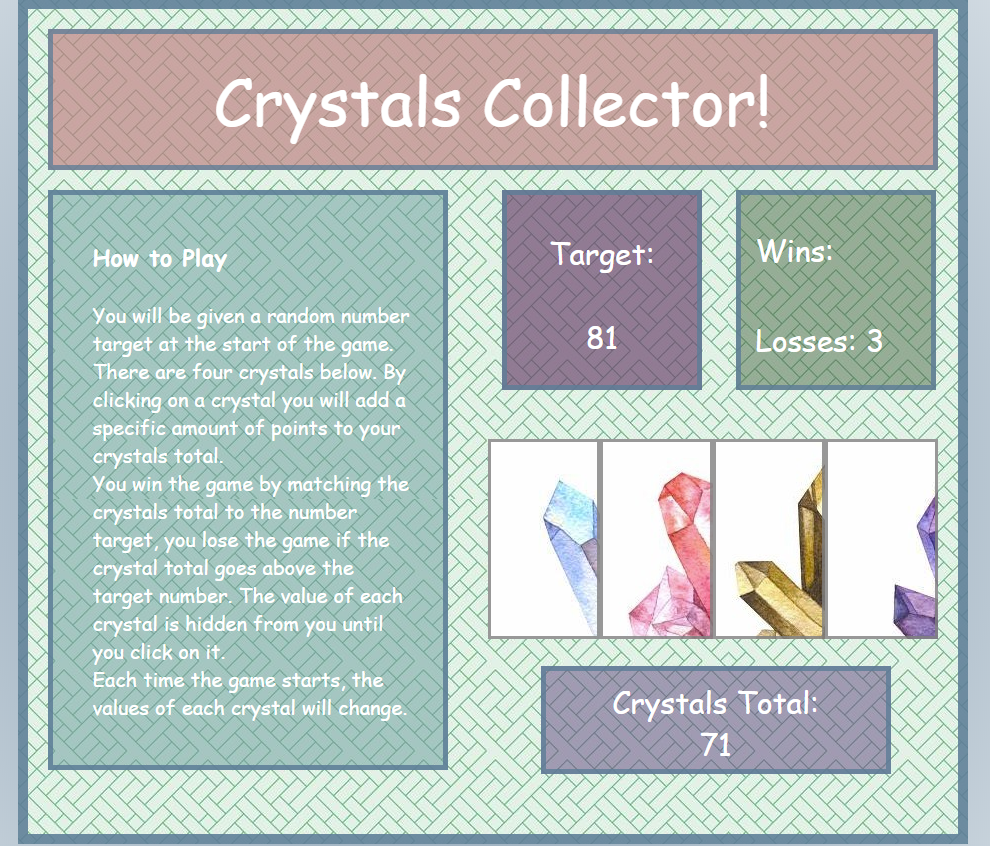 Crystals Collector!
How to Play
You will be given a random number
target at the start of the game.
There are four crystals below. By
clicking on a crystal you will add a
specific amount of points to your
crystals total.
You win the game by matching the
crystals total to the number
target, you lose the game if the
crystal total goes above the
target number. The value of each
crystal is hidden from you until
you click on it.
Each time the game starts, the
values of each crystal will change.
Target:
81
Wins:
Losses: 3
Crystals Total:
71